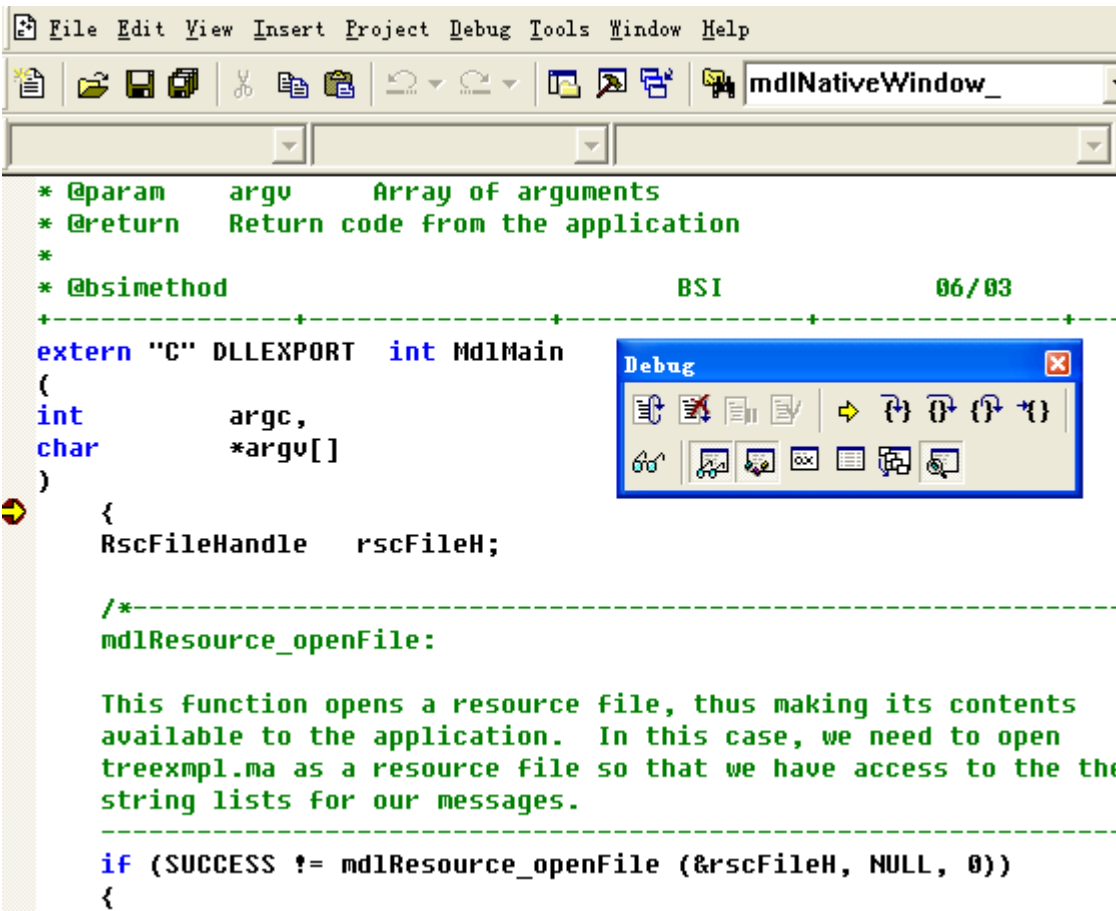 File Edit View Insert Project Debug Tools Window Help
mdlNativeWindow_
* @param    argv     Array of arguments
* @return   Return code from the application
*
* @bsimethod                            BSI             06/03
+----------------+---------------+---------------+---------------+---
extern "C" DLLEXPORT  int MdlMain
Debug
(
int         argc,
char        *argv[]
)
    {
    RscFileHandle   rscFileH;
    /*-------------------------------------------------------------
    mdlResource_openFile:
    This function opens a resource file, thus making its contents
    available to the application.  In this case, we need to open
    treexmpl.ma as a resource file so that we have access to the the
    string lists for our messages.
    ---------------------------------------------------------------
    if (SUCCESS != mdlResource_openFile (&rscFileH, NULL, 0))
    {